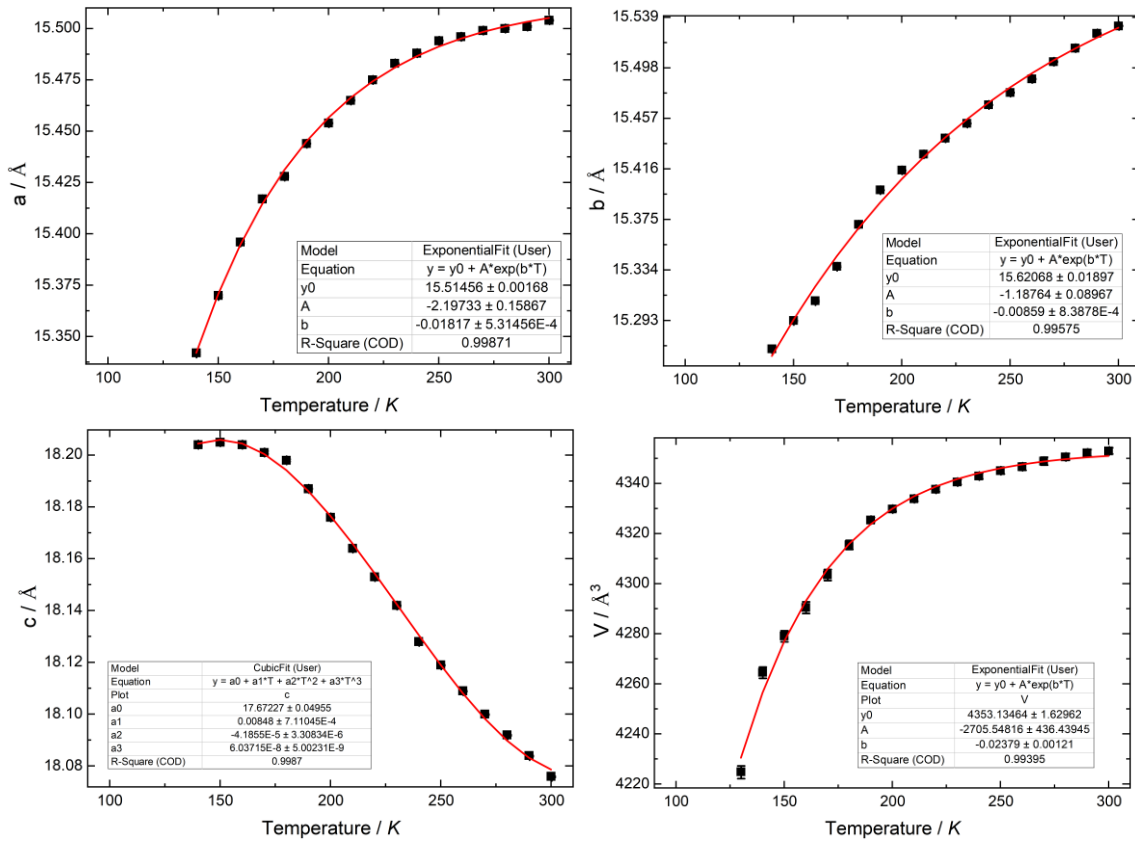 15.500
15.475
15.450
15.425
15.400
15.375
15.350
a / Å
100 150 200 250 300
Temperature / K
Model ExponentialFit (User)
Equation y = y0 + A*exp(b*T)
y0 15.51456 ± 0.00168
A -2.19733 ± 0.15867
b -0.01817 ± 5.31456E-4
R-Square (COD) 0.99871
15.539
15.498
15.457
15.416
15.375
15.334
15.293
b / Å
100 150 200 250 300
Temperature / K
Model ExponentialFit (User)
Equation y = y0 + A*exp(b*T)
y0 15.62068 ± 0.01897
A -1.18764 ± 0.08967
b -0.00859 ± 8.3878E-4
R-Square (COD) 0.99575
18.20
18.18
18.16
18.14
18.12
18.10
18.08
c / Å
100 150 200 250 300
Temperature / K
Model CubicFit (User)
Equation y = a0 + a1*T + a2*T^2 + a3*T^3
Plot c
a0 17.67227 ± 0.04955
a1 0.00848 ± 7.11045E-4
a2 -4.1855E-5 ± 3.30834E-6
a3 6.03715E-8 ± 5.00231E-9
R-Square (COD) 0.9987
4340
4320
4300
4280
4260
4240
4220
V / Å³
100 150 200 250 300
Temperature / K
Model ExponentialFit (User)
Equation y = y0 + A*exp(b*T)
Plot V
y0 4353.13464 ± 1.62962
A -2705.54816 ± 436.43945
b -0.02379 ± 0.00121
R-Square (COD) 0.99395